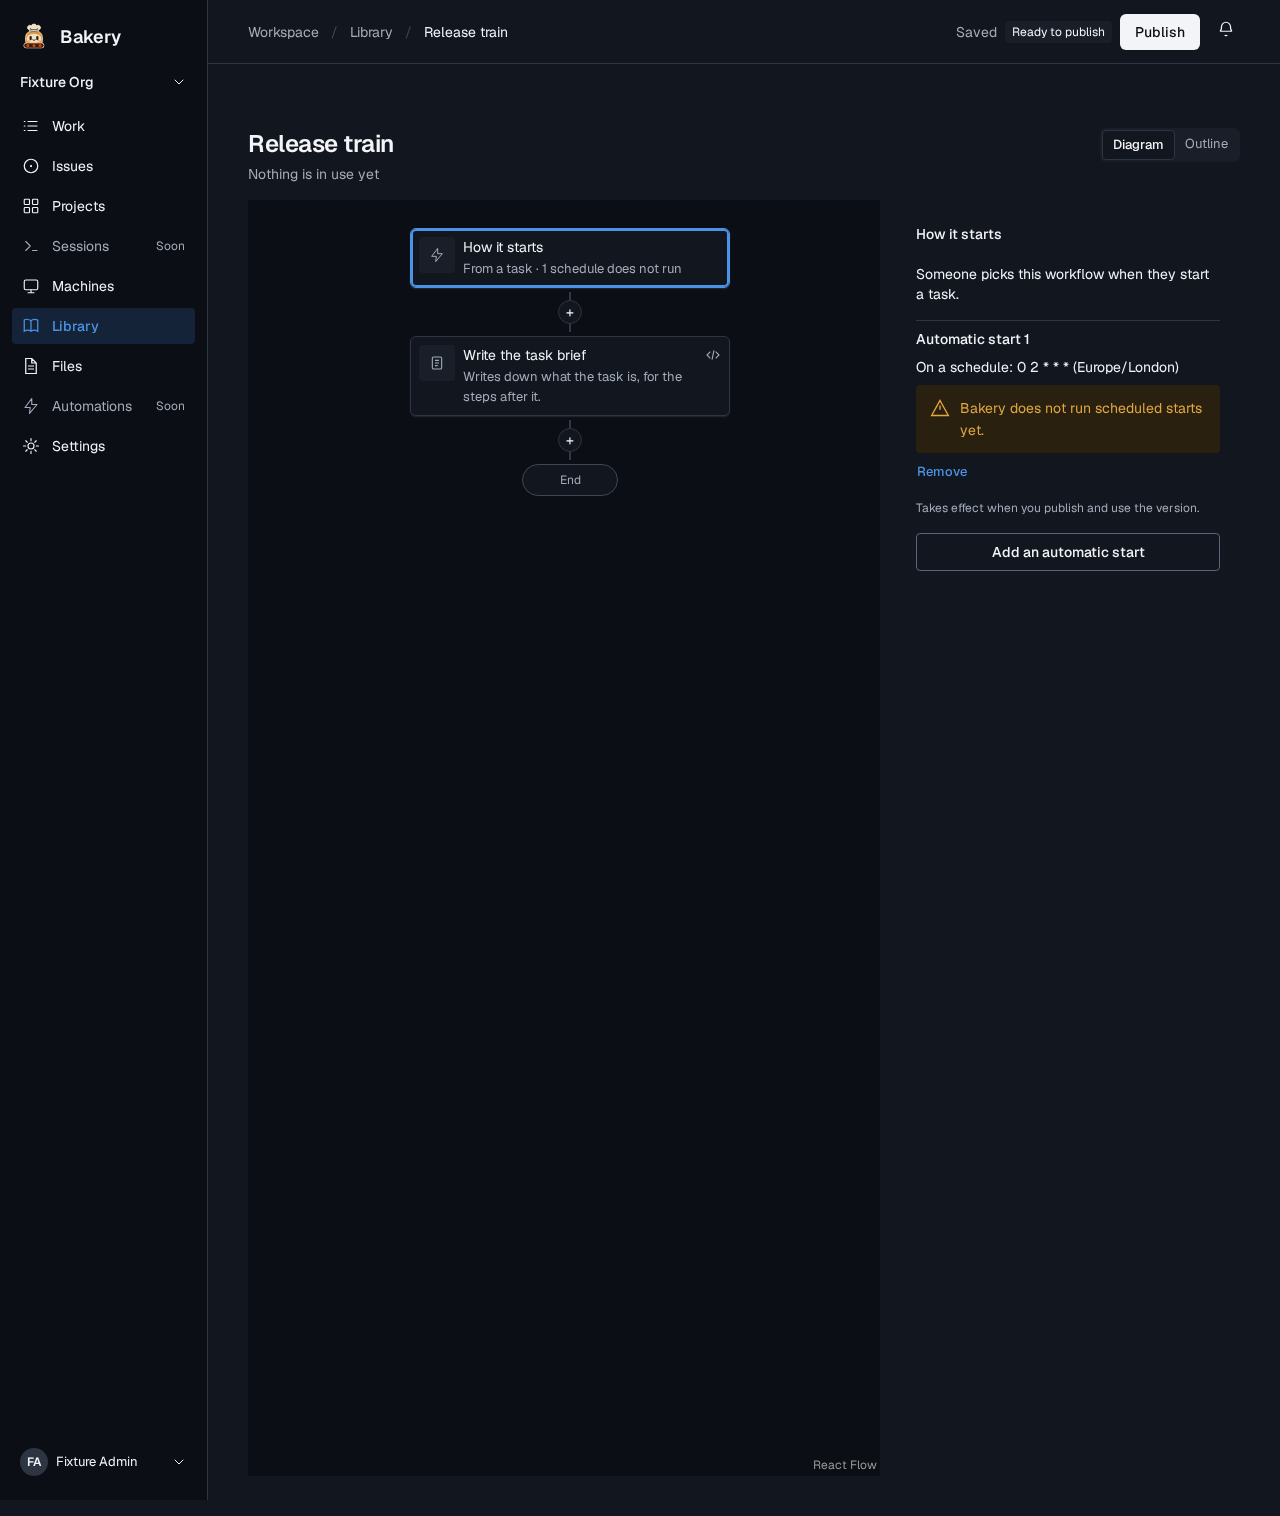 Bakery
Fixture Org
Work
Issues
Projects
Sessions Soon
Machines
Library
Files
Automations Soon
Settings
FA Fixture Admin
Workspace / Library / Release train
Saved Ready to publish Publish
Release train
Nothing is in use yet
Diagram Outline
How it starts
From a task · 1 schedule does not run
+
Write the task brief
Writes down what the task is, for the
steps after it.
+
End
React Flow
How it starts
Someone picks this workflow when they start
a task.
Automatic start 1
On a schedule: 0 2 * * * (Europe/London)
Bakery does not run scheduled starts
yet.
Remove
Takes effect when you publish and use the version.
Add an automatic start